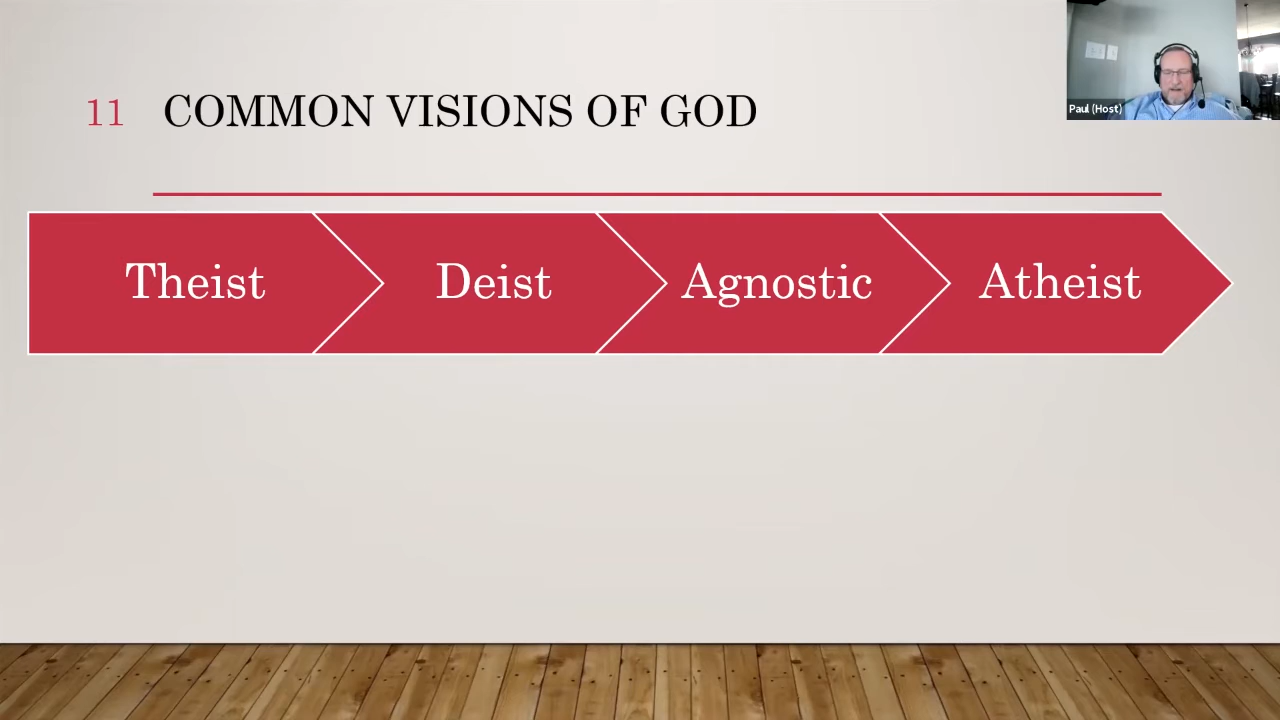 11 COMMON VISIONS OF GOD
Paul (Host)
Theist
Deist
Agnostic
Atheist